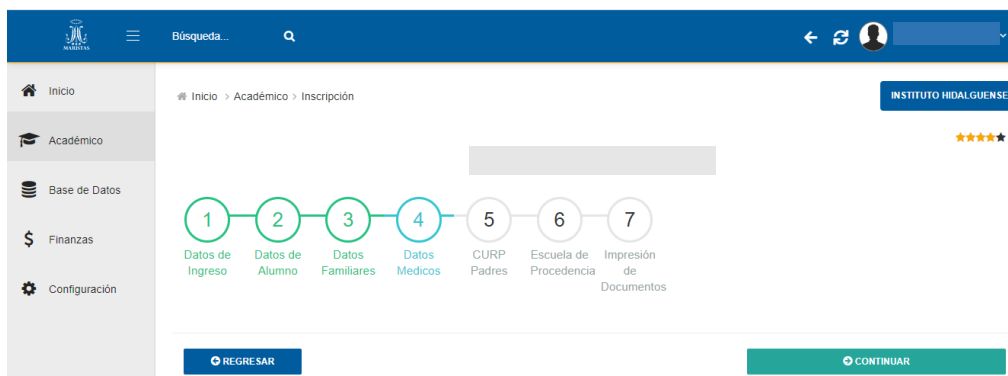 MARISTAS
Búsqueda...
Inicio
Inicio > Académico > Inscripción
INSTITUTO HIDALGUENSE
Académico
Base de Datos
Finanzas
Configuración
1 2 3 4 5 6 7
Datos de Datos de Datos Datos CURP Escuela de Impresión
Ingreso Alumno Familiares Medicos Padres Procedencia de
Documentos
REGRESAR
CONTINUAR